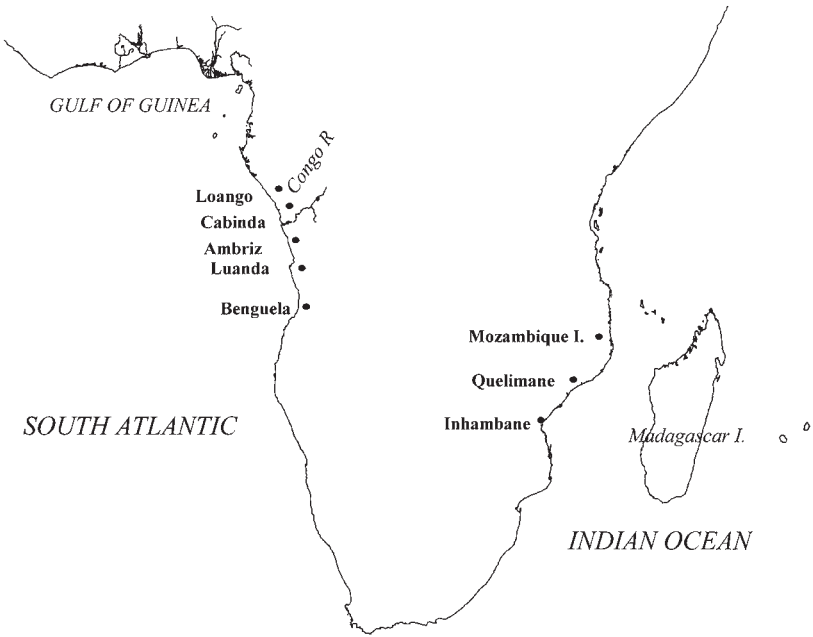 GULF OF GUINEA
Congo R
Loango
Cabinda
Ambriz
Luanda
Benguela
Mozambique I.
Quelimane
Inhambane
SOUTH ATLANTIC
Madagascar I.
INDIAN OCEAN